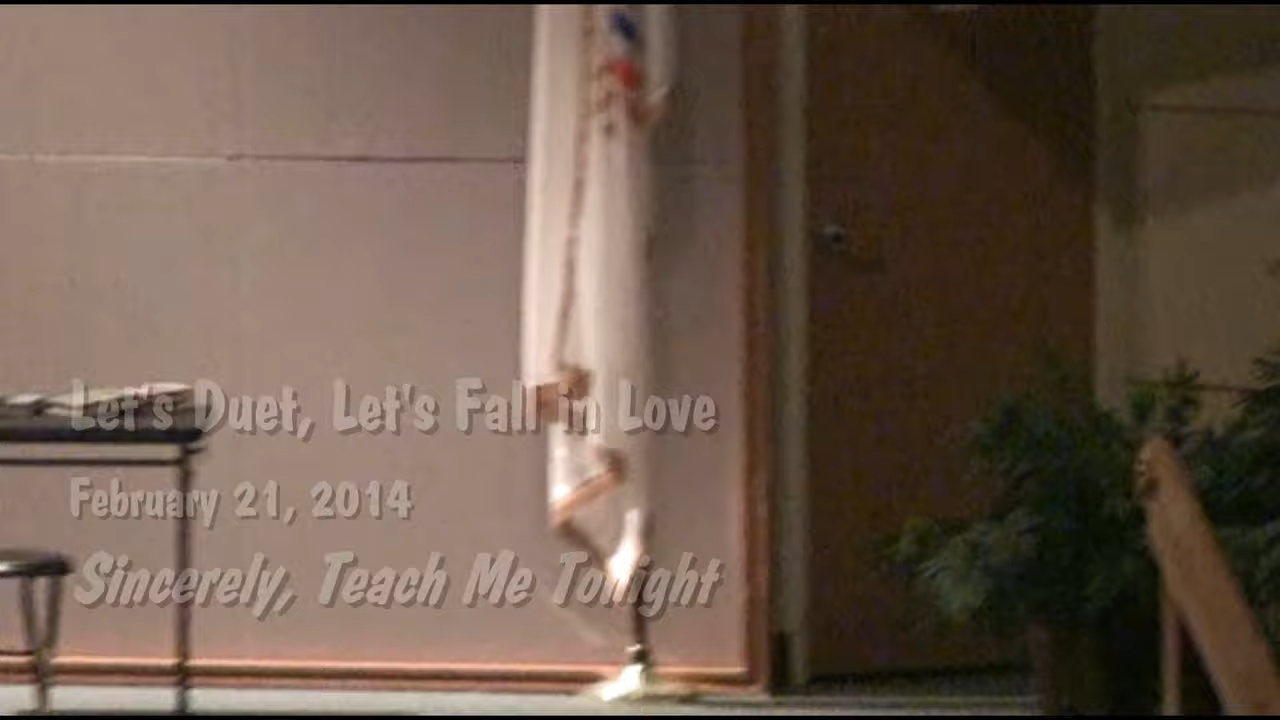 Let's Duet, Let's Fall in Love
February 21, 2014
Sincerely, Teach Me Tonight